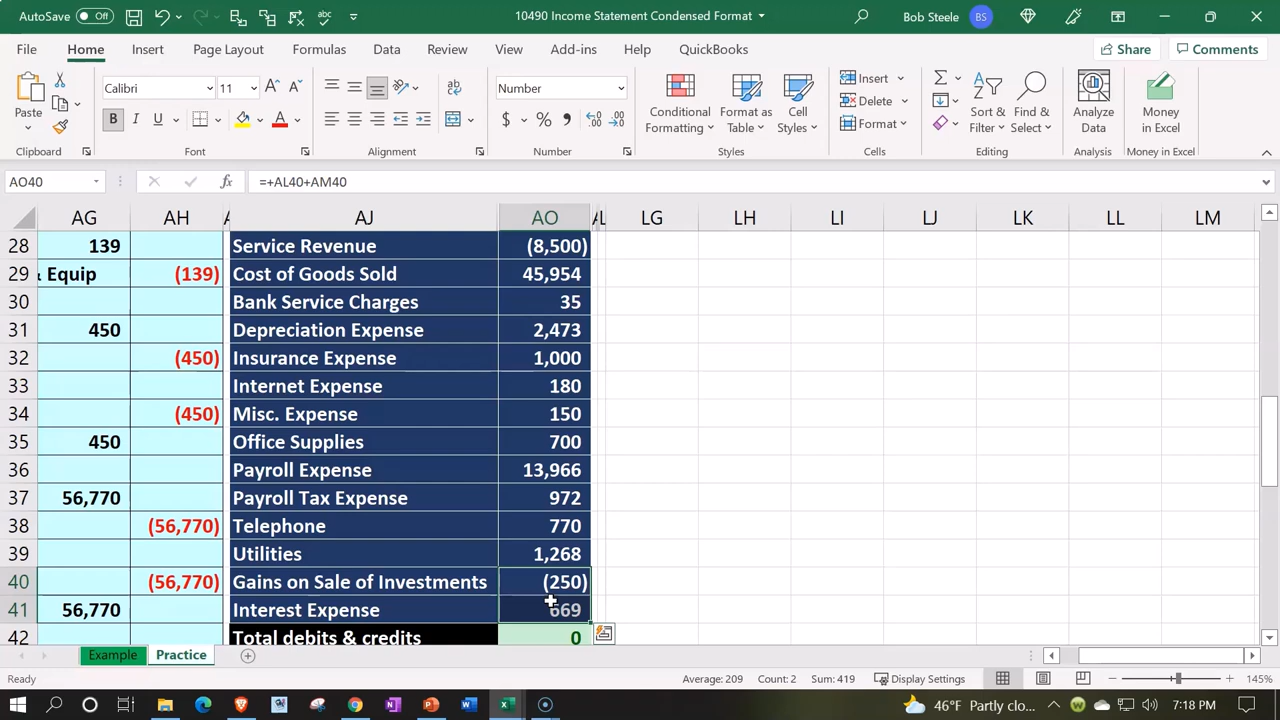 AutoSave Off 10490 Income Statement Condensed Format Bob Steele BS
File Home Insert Page Layout Formulas Data Review View Add-ins Help QuickBooks Share Comments
Paste Calibri 11 Number Conditional Formatting Format as Table Cell Styles Insert Delete Format Sort & Filter Find & Select Analyze Data Money in Excel
Clipboard Font Alignment Number Styles Cells Editing Analysis Money in Excel
AO40 fx =+AL40+AM40
AG AH AJ AO LG LH LI LJ LK LL LM
28 139 Service Revenue (8,500)
29 & Equip (139) Cost of Goods Sold 45,954
30 Bank Service Charges 35
31 450 Depreciation Expense 2,473
32 (450) Insurance Expense 1,000
33 Internet Expense 180
34 (450) Misc. Expense 150
35 450 Office Supplies 700
36 Payroll Expense 13,966
37 56,770 Payroll Tax Expense 972
38 (56,770) Telephone 770
39 Utilities 1,268
40 (56,770) Gains on Sale of Investments (250)
41 56,770 Interest Expense 669
42 Total debits & credits 0
Example Practice
Ready Average: 209 Count: 2 Sum: 419 Display Settings 145%
46°F Partly clo... 7:18 PM